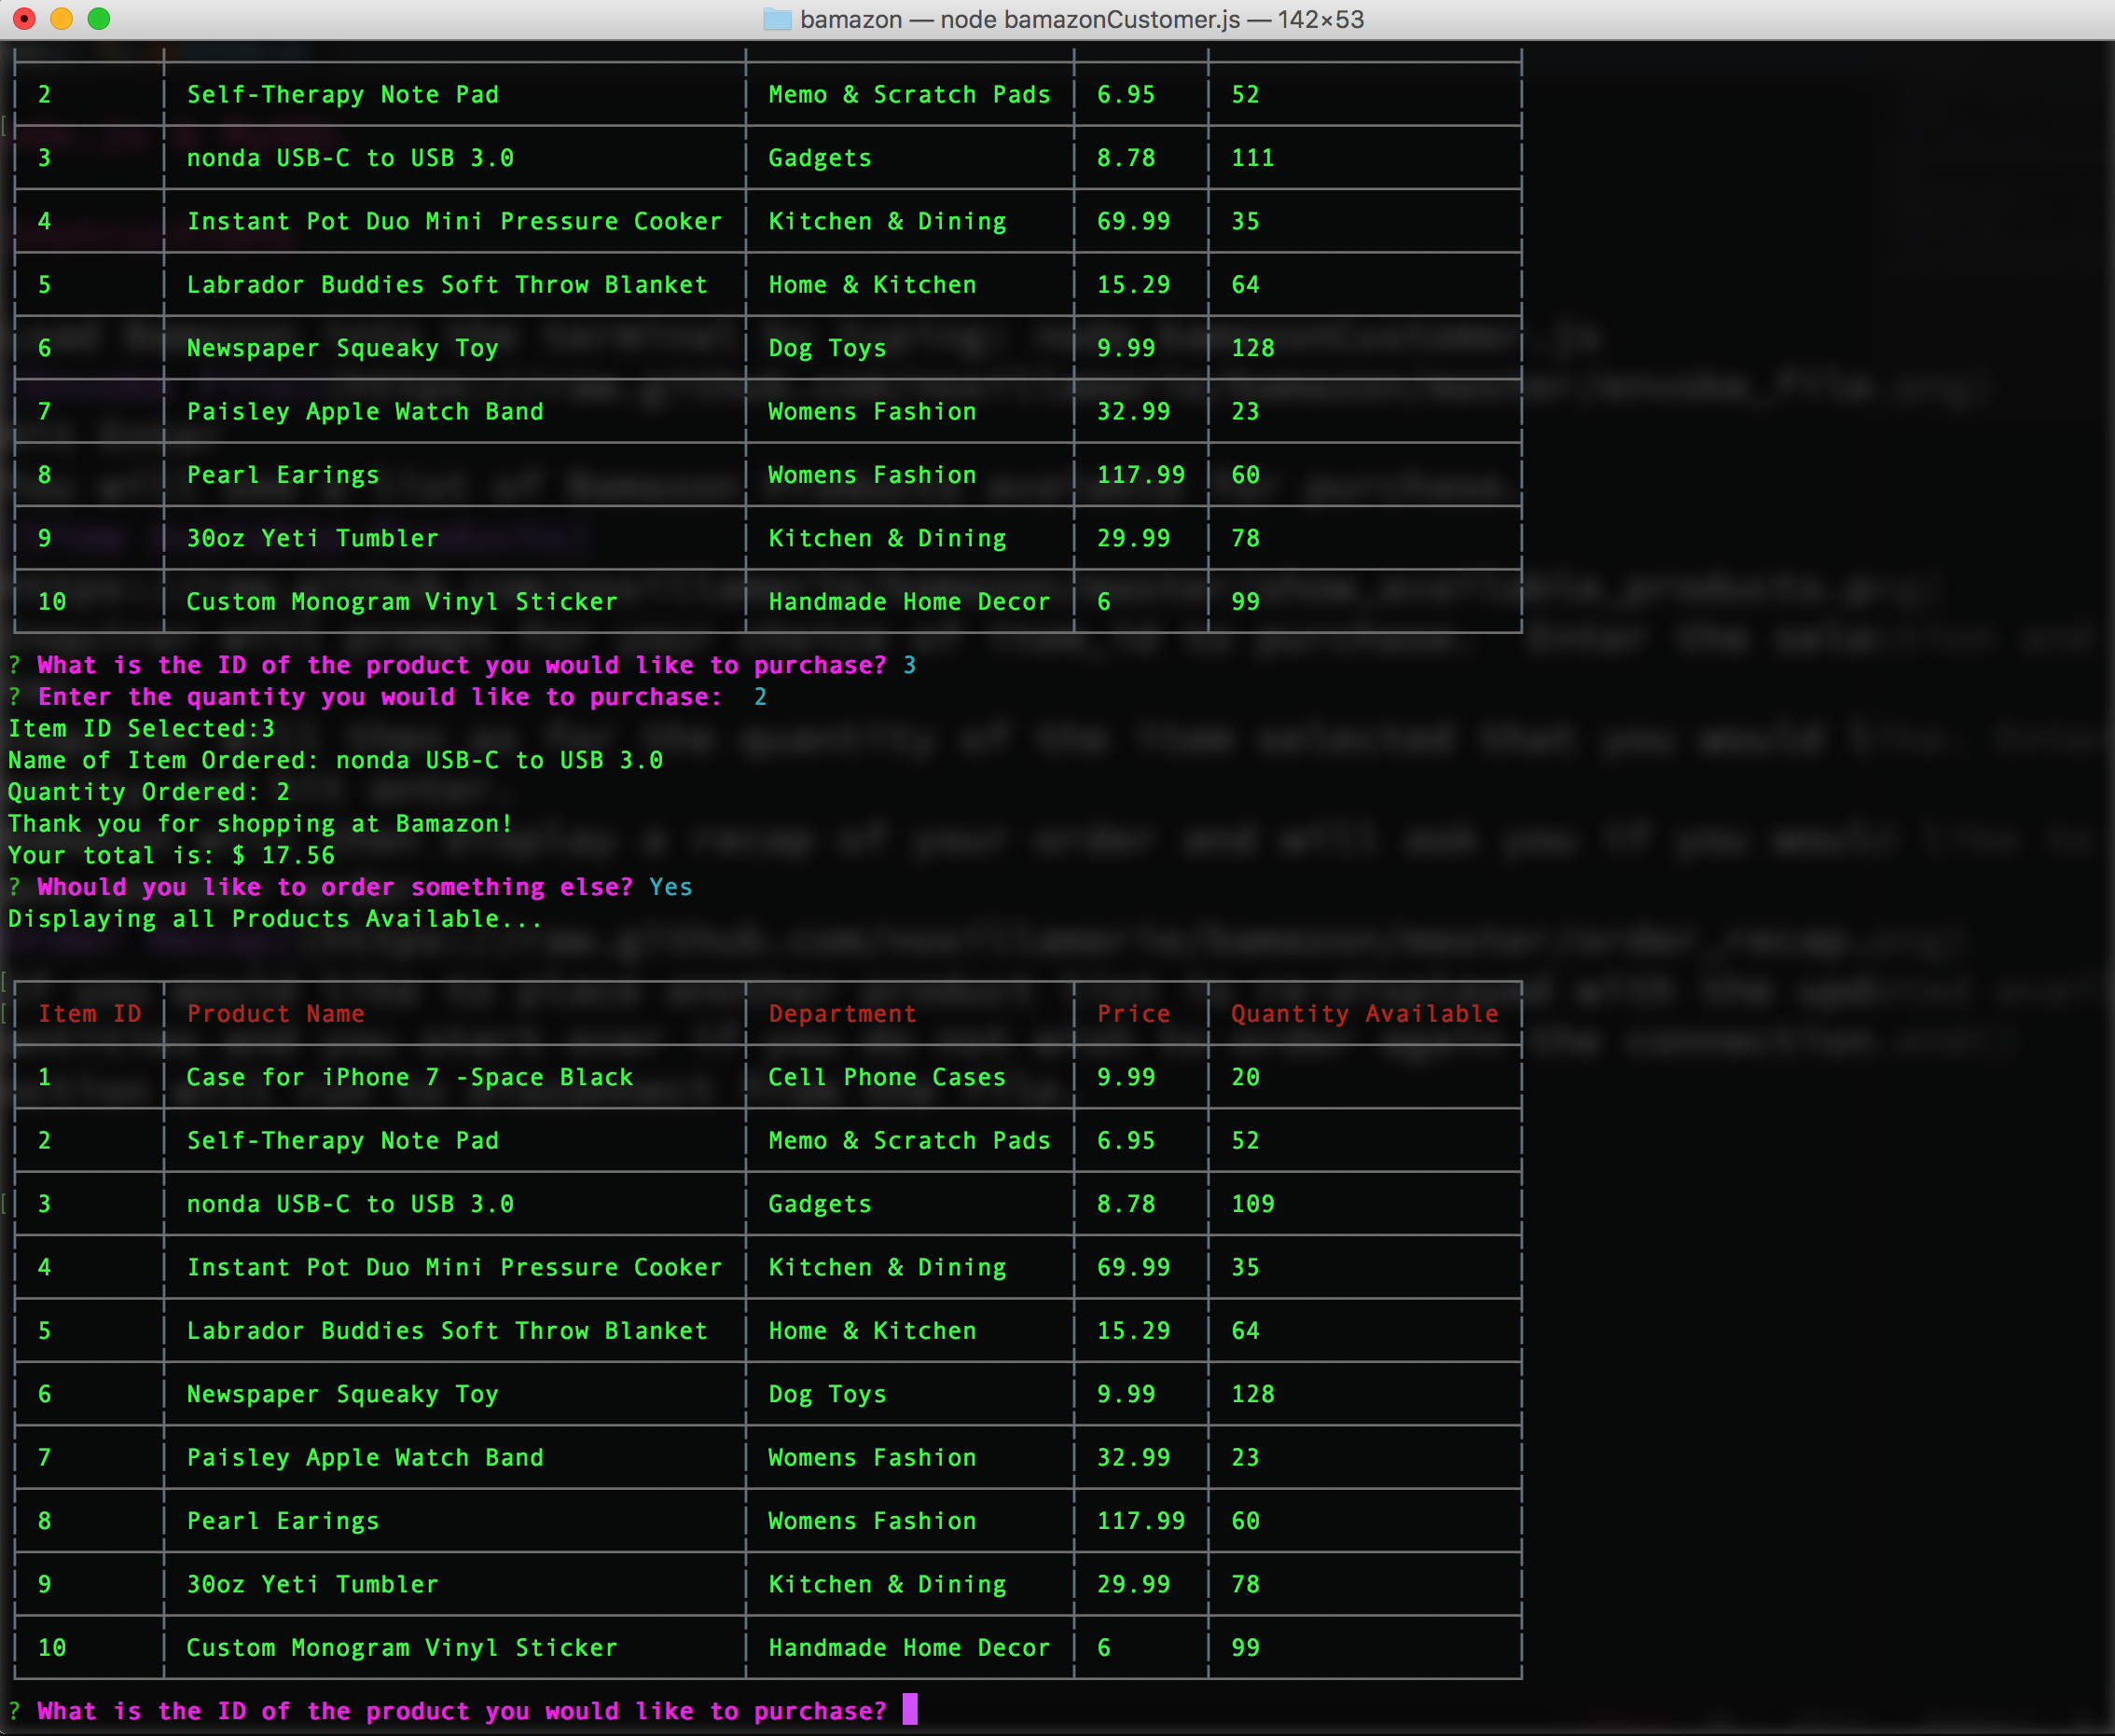 bamazon — node bamazonCustomer.js — 142×53
2 Self-Therapy Note Pad Memo & Scratch Pads 6.95 52
3 nonda USB-C to USB 3.0 Gadgets 8.78 111
4 Instant Pot Duo Mini Pressure Cooker Kitchen & Dining 69.99 35
5 Labrador Buddies Soft Throw Blanket Home & Kitchen 15.29 64
6 Newspaper Squeaky Toy Dog Toys 9.99 128
7 Paisley Apple Watch Band Womens Fashion 32.99 23
8 Pearl Earings Womens Fashion 117.99 60
9 30oz Yeti Tumbler Kitchen & Dining 29.99 78
10 Custom Monogram Vinyl Sticker Handmade Home Decor 6 99
? What is the ID of the product you would like to purchase? 3
? Enter the quantity you would like to purchase: 2
Item ID Selected:3
Name of Item Ordered: nonda USB-C to USB 3.0
Quantity Ordered: 2
Thank you for shopping at Bamazon!
Your total is: $ 17.56
? Whould you like to order something else? Yes
Displaying all Products Available...
Item ID Product Name Department Price Quantity Available
1 Case for iPhone 7 -Space Black Cell Phone Cases 9.99 20
2 Self-Therapy Note Pad Memo & Scratch Pads 6.95 52
3 nonda USB-C to USB 3.0 Gadgets 8.78 109
4 Instant Pot Duo Mini Pressure Cooker Kitchen & Dining 69.99 35
5 Labrador Buddies Soft Throw Blanket Home & Kitchen 15.29 64
6 Newspaper Squeaky Toy Dog Toys 9.99 128
7 Paisley Apple Watch Band Womens Fashion 32.99 23
8 Pearl Earings Womens Fashion 117.99 60
9 30oz Yeti Tumbler Kitchen & Dining 29.99 78
10 Custom Monogram Vinyl Sticker Handmade Home Decor 6 99
? What is the ID of the product you would like to purchase?